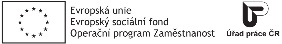 Evropská unie
Evropský sociální fond
Operační program Zaměstnanost
Úřad práce ČR